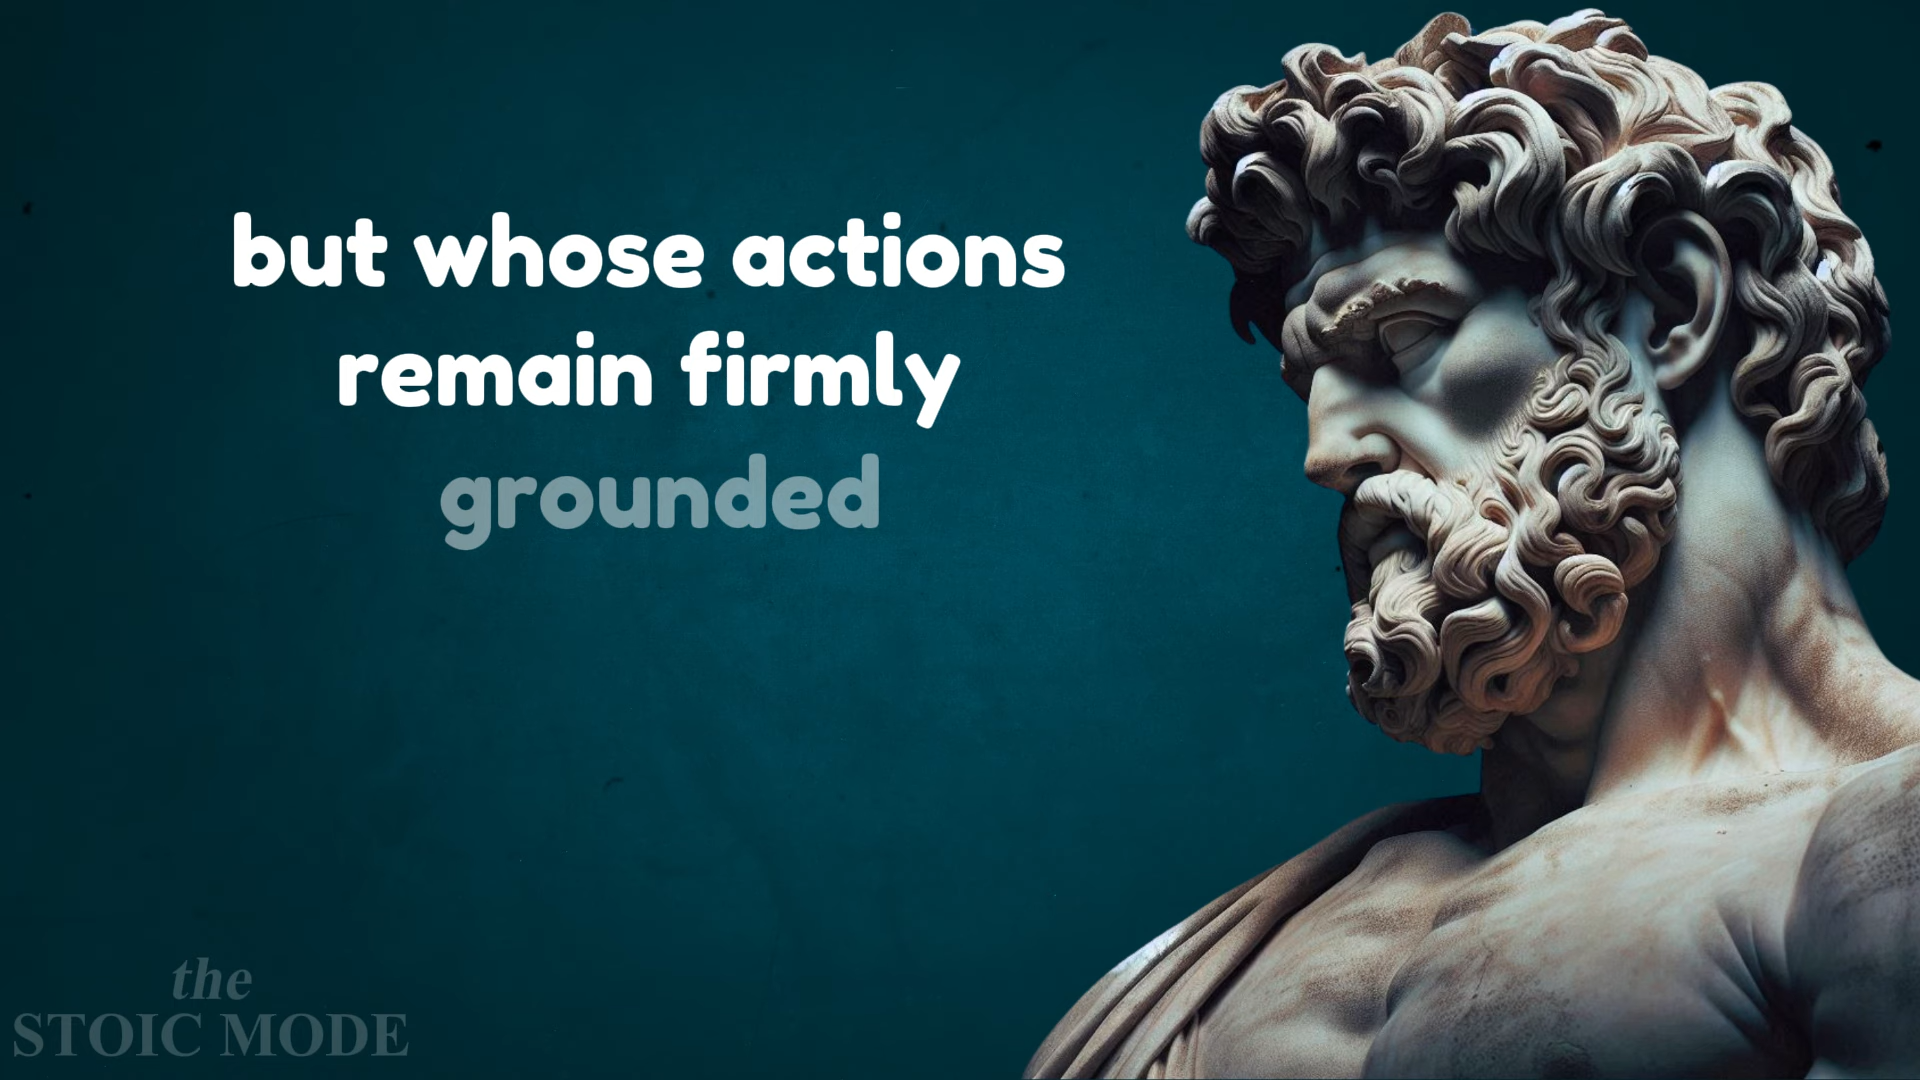 but whose actions
remain firmly
grounded
the
STOIC MODE